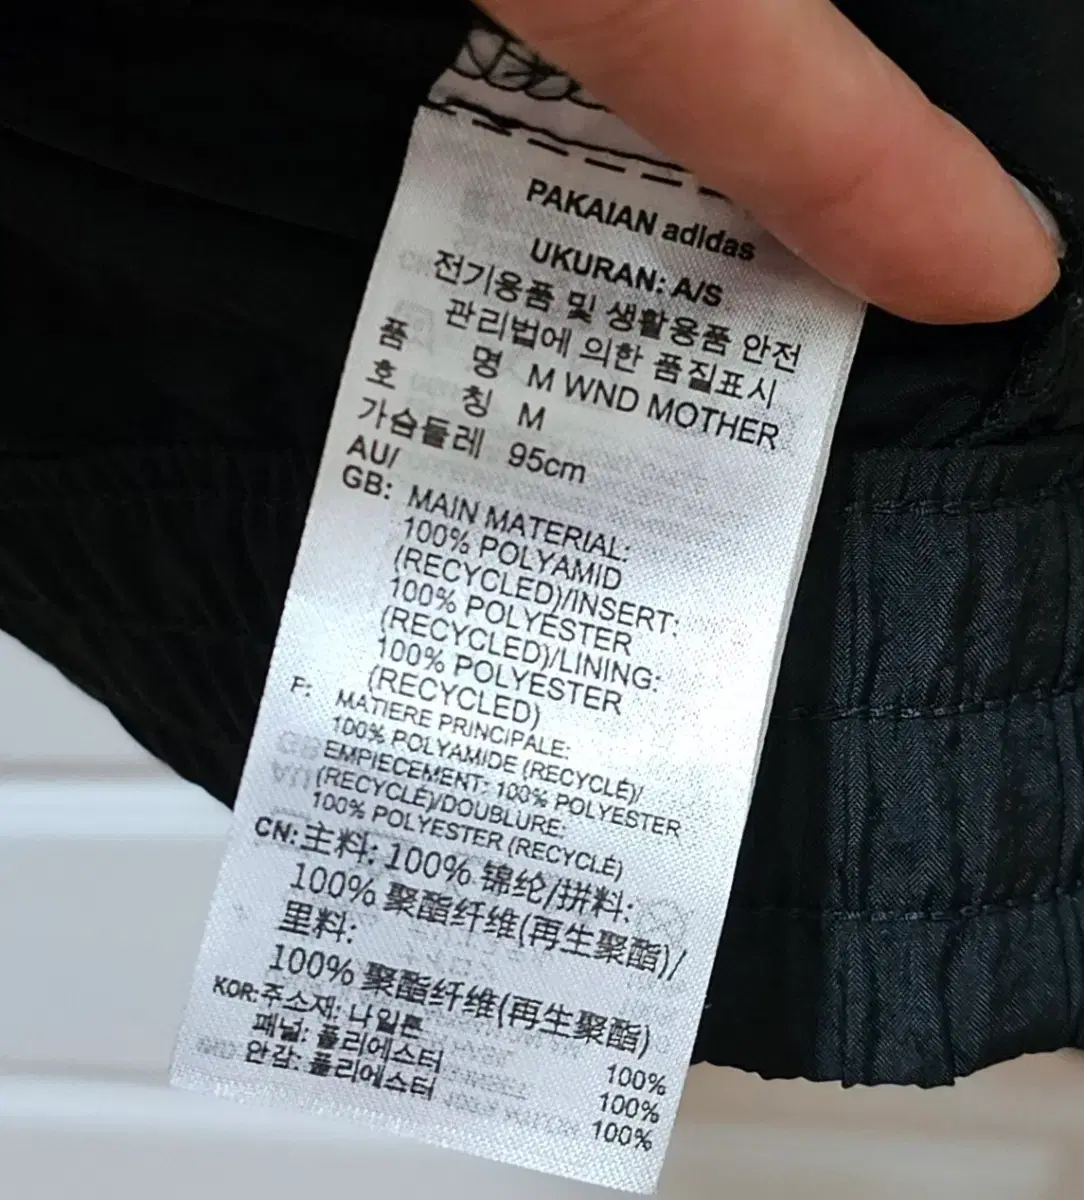 PAKAIAN adidas
UKURAN: A/S
전기용품 및 생활용품 안전
관리법에 의한 품질표시
품 명 M WND MOTHER
호 칭 M
가슴둘레 95cm
AU/
GB: MAIN MATERIAL:
100% POLYAMID
(RECYCLED)/INSERT:
100% POLYESTER
(RECYCLED)/LINING:
100% POLYESTER
(RECYCLED)
F: MATIERE PRINCIPALE:
100% POLYAMIDE (RECYCLÉ)/
EMPIECEMENT: 100% POLYESTER
(RECYCLÉ)/DOUBLURE:
100% POLYESTER (RECYCLÉ)
CN: 主料: 100% 锦纶/拼料:
100% 聚酯纤维(再生聚酯)/
里料:
100% 聚酯纤维(再生聚酯)
KOR: 주소재: 나일론 100%
패널: 폴리에스터 100%
안감: 폴리에스터 100%